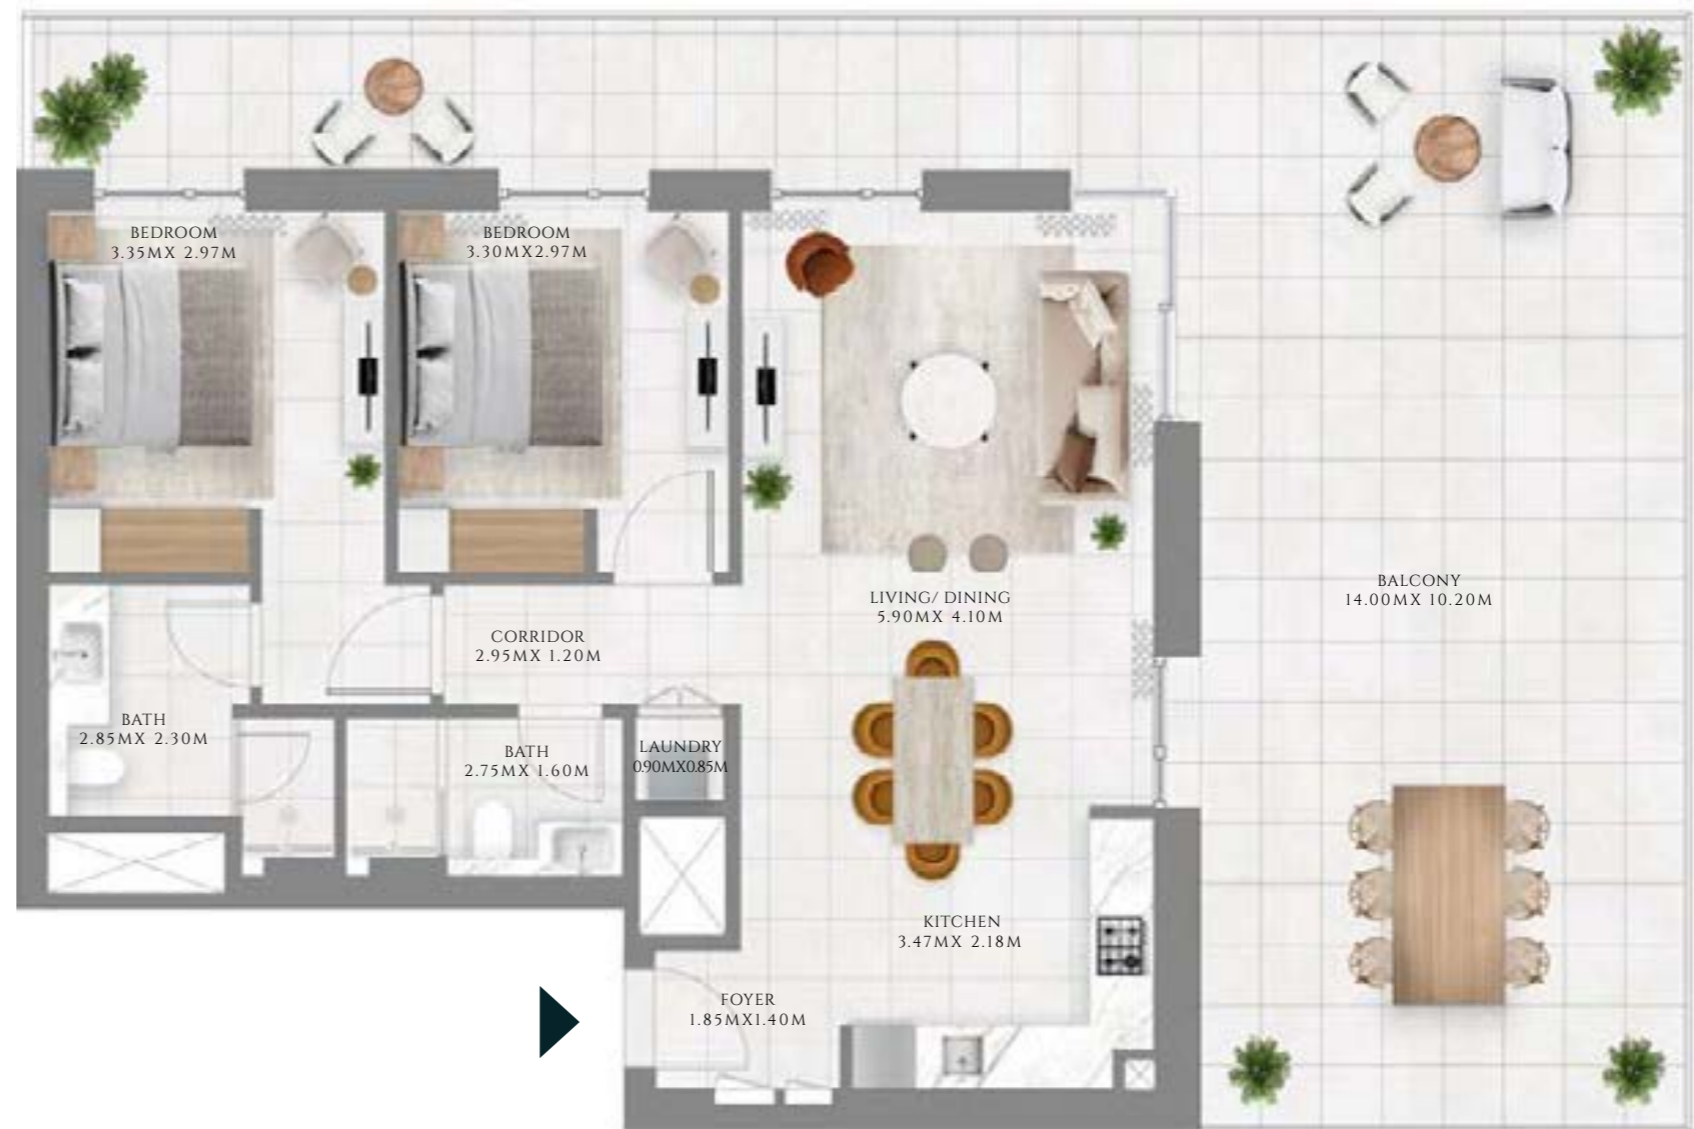 BEDROOM
3.35MX 2.97M
BEDROOM
3.30MX2.97M
LIVING/ DINING
5.90MX 4.10M
BALCONY
14.00MX 10.20M
CORRIDOR
2.95MX 1.20M
BATH
2.85MX 2.30M
BATH
2.75MX 1.60M
LAUNDRY
0.90MX0.85M
KITCHEN
3.47MX 2.18M
FOYER
1.85MX1.40M